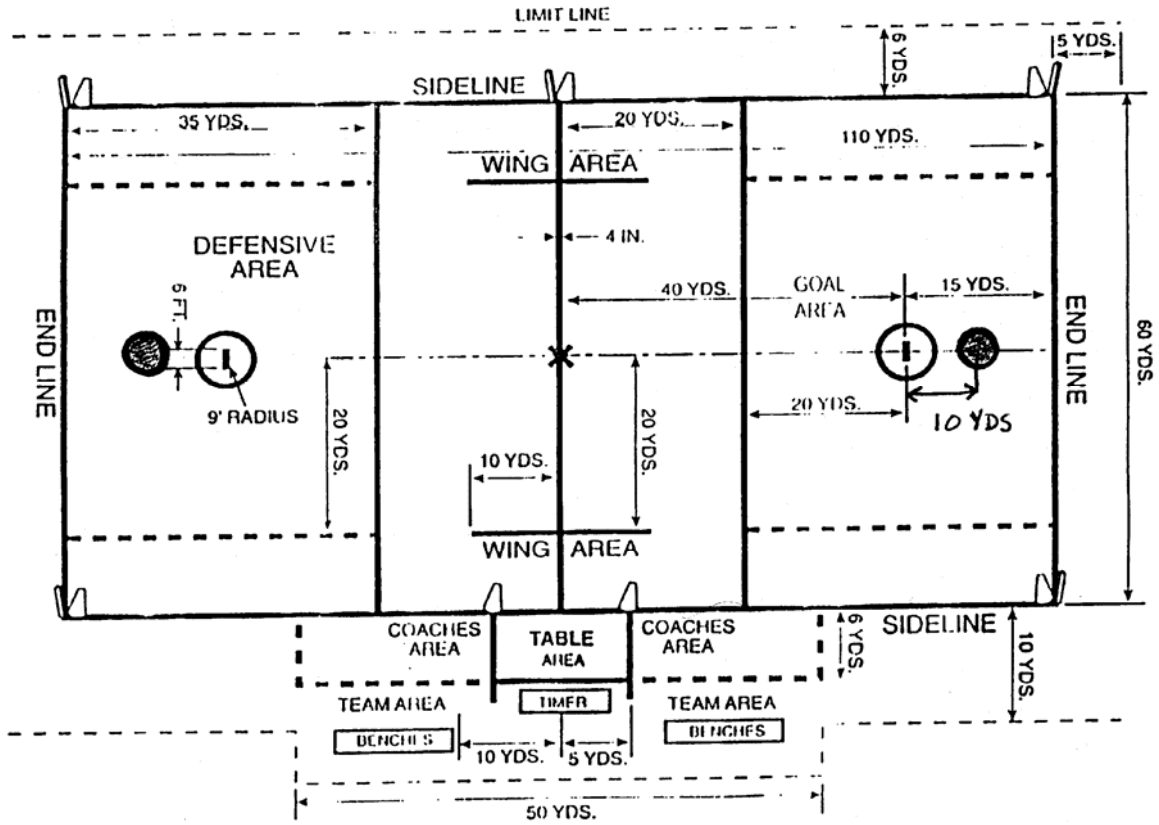 LIMIT LINE
6 YDS.
5 YDS.
SIDELINE
35 YDS.
20 YDS.
110 YDS.
WING AREA
4 IN.
DEFENSIVE
AREA
40 YDS.
GOAL
AREA
15 YDS.
6 FT.
END LINE
END LINE
60 YDS.
9' RADIUS
20 YDS.
20 YDS.
20 YDS.
10 YDS
10 YDS.
WING AREA
COACHES
AREA
TABLE
AREA
COACHES
AREA
6 YDS.
SIDELINE
10 YDS.
TEAM AREA
TIMER
TEAM AREA
BENCHES
10 YDS.
5 YDS.
BENCHES
50 YDS.